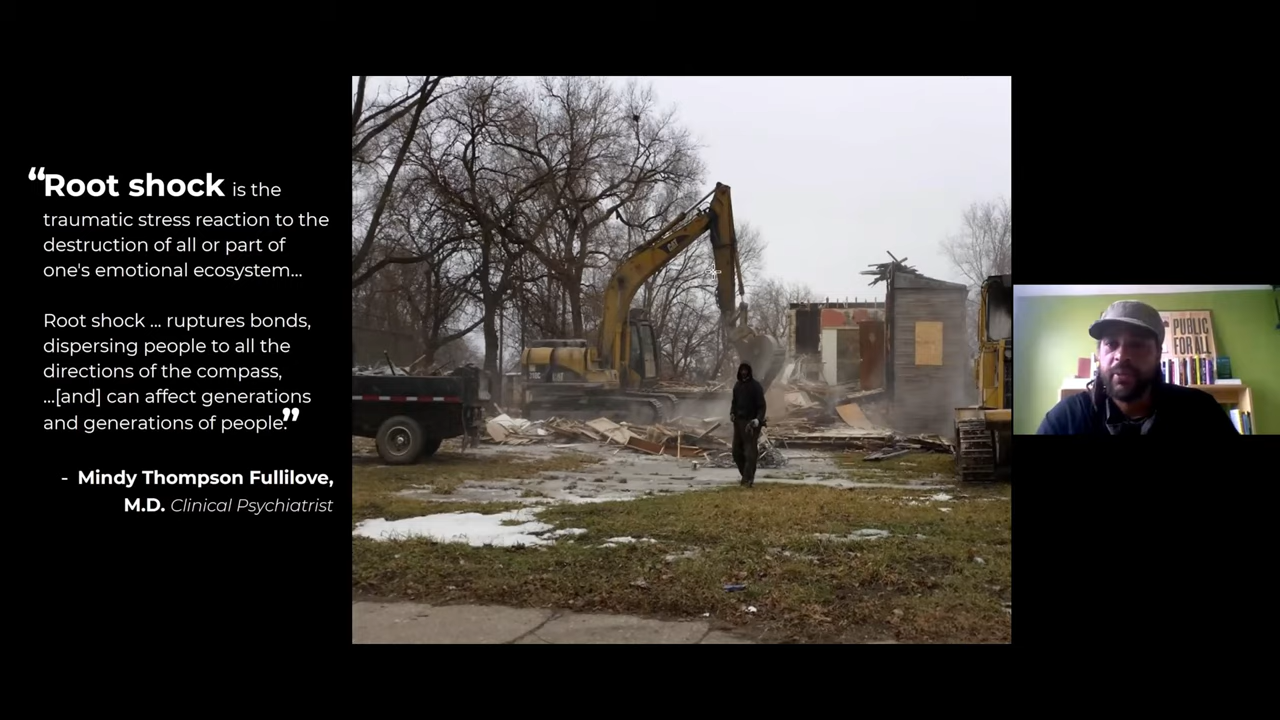 “Root shock is the
traumatic stress reaction to the
destruction of all or part of
one's emotional ecosystem...
Root shock ... ruptures bonds,
dispersing people to all the
directions of the compass,
...[and] can affect generations
and generations of people.”
- Mindy Thompson Fullilove,
M.D. Clinical Psychiatrist
CAT
PUBLIC
FOR ALL